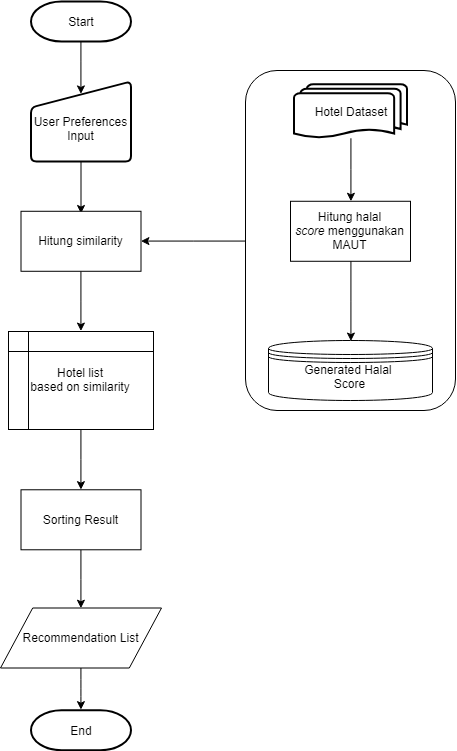 Start
User Preferences
Input
Hitung similarity
Hotel list
based on similarity
Sorting Result
Recommendation List
End
Hotel Dataset
Hitung halal
score menggunakan
MAUT
Generated Halal
Score